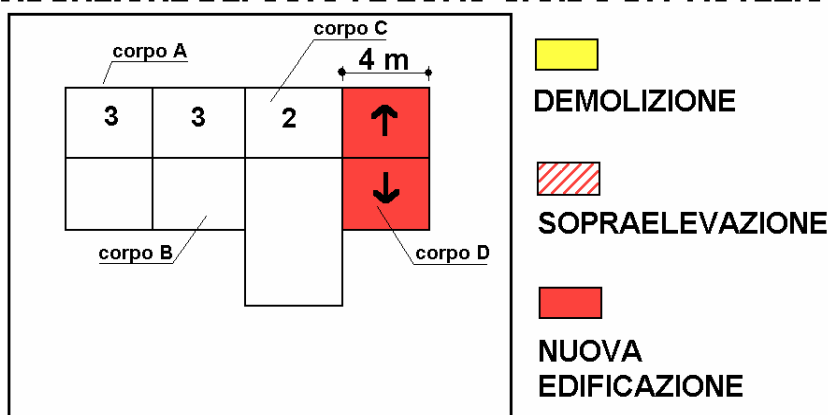 corpo C
corpo A
4 m
3 3 2
corpo B
corpo D
DEMOLIZIONE
SOPRAELEVAZIONE
NUOVA
EDIFICAZIONE